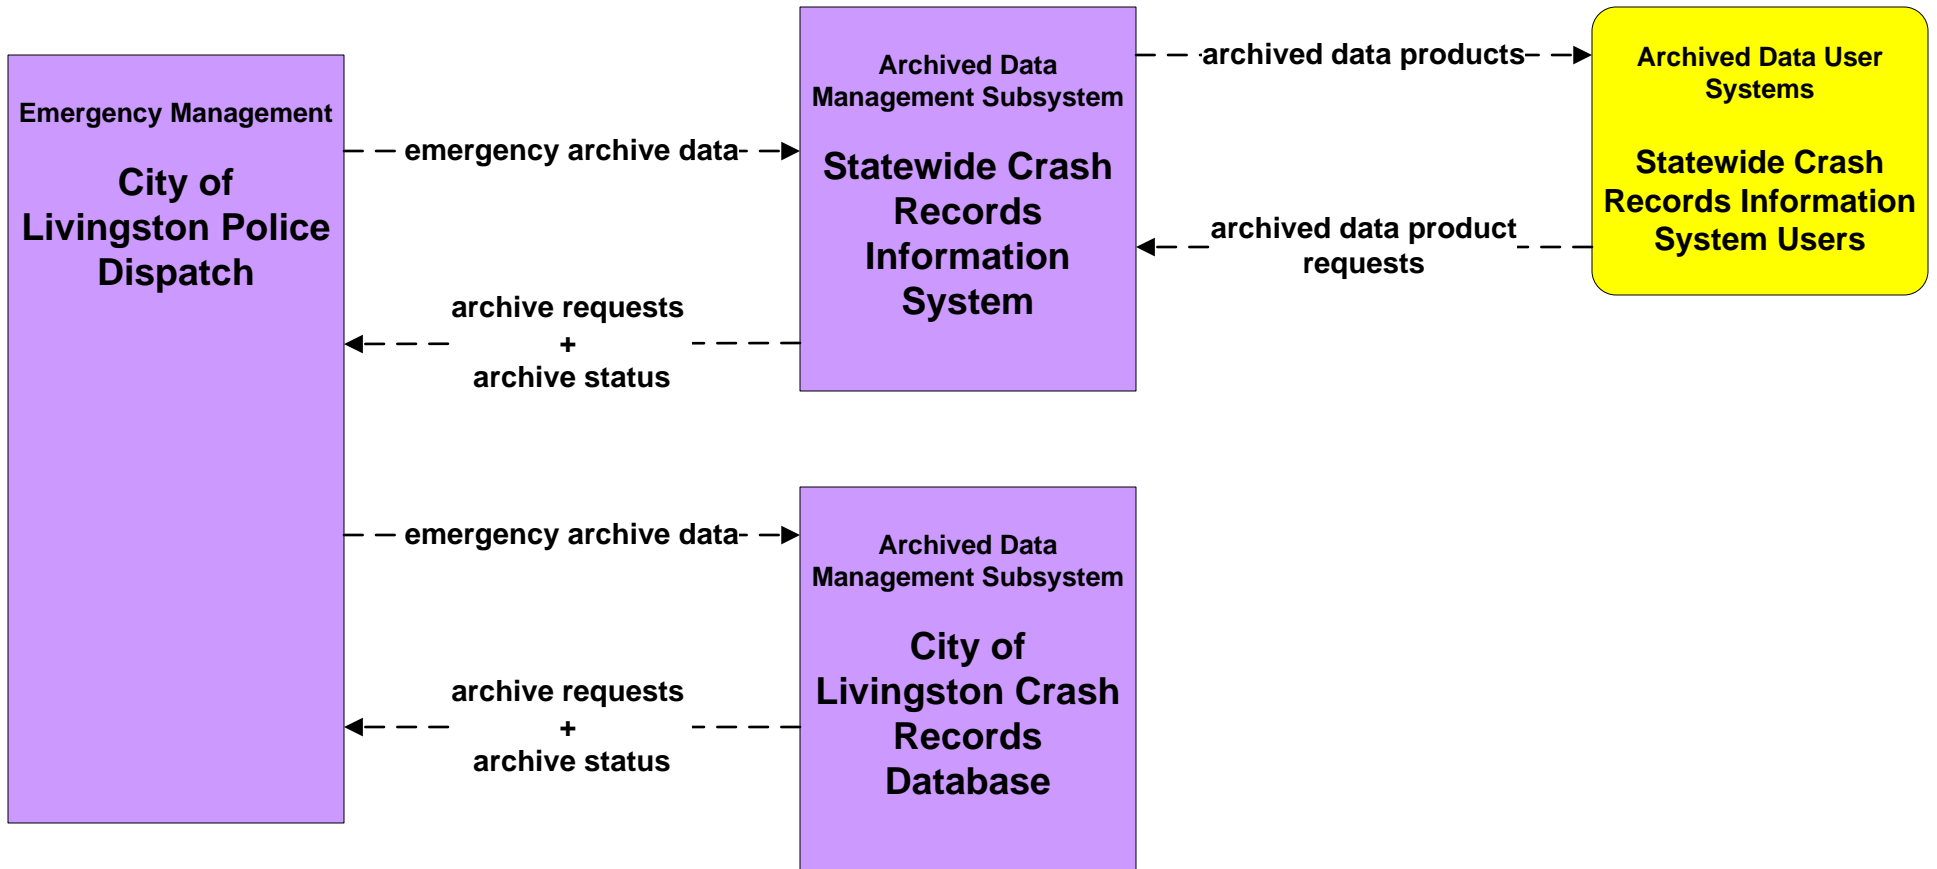 Emergency Management
City of
Livingston Police
Dispatch
emergency archive data
archive requests
+
archive status
emergency archive data
archive requests
+
archive status
Archived Data
Management Subsystem
Statewide Crash
Records
Information
System
Archived Data
Management Subsystem
City of
Livingston Crash
Records
Database
archived data products
archived data product
requests
Archived Data User
Systems
Statewide Crash
Records Information
System Users